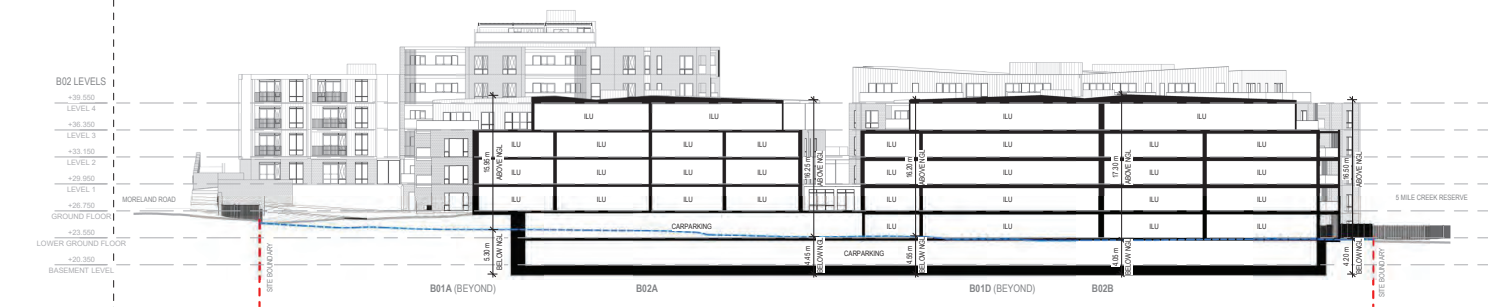 B02 LEVELS
+39.550
LEVEL 4
+36.350
LEVEL 3
+33.150
LEVEL 2
+29.950
LEVEL 1
+26.750
GROUND FLOOR
+23.550
LOWER GROUND FLOOR
+20.350
BASEMENT LEVEL
MORELAND ROAD
SITE BOUNDARY
ILU ILU ILU ILU
ILU ILU ILU ILU ILU ILU ILU ILU
ILU ILU ILU ILU ILU ILU ILU ILU
ILU ILU ILU ILU ILU ILU ILU ILU
CARPARKING ILU ILU ILU ILU
CARPARKING
15.95 m
ABOVE NGL
5.30 m
BELOW NGL
16.25 m
ABOVE NGL
4.45 m
BELOW NGL
16.20 m
ABOVE NGL
4.55 m
BELOW NGL
17.30 m
ABOVE NGL
4.05 m
BELOW NGL
16.50 m
ABOVE NGL
4.20 m
BELOW NGL
5 MILE CREEK RESERVE
SITE BOUNDARY
B01A (BEYOND) B02A B01D (BEYOND) B02B